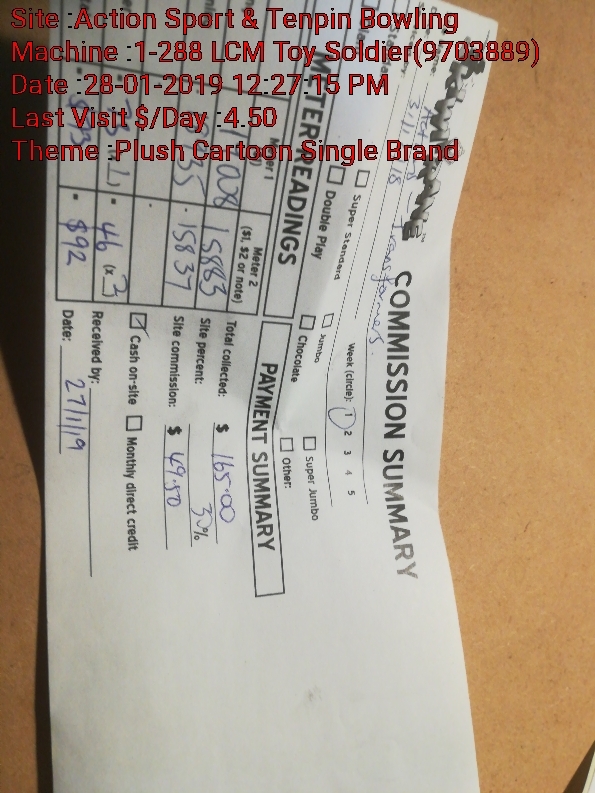 Site :Action Sport & Tenpin Bowling
Machine :1-288 LCM Toy Soldier(9703889)
Date :28-01-2019 12:27:15 PM
Last Visit $/Day :4.50
Theme :Plush Cartoon Single Brand
COMMISSION SUMMARY
Transformers.
Week (circle): 1 2 3 4 5
Super Standard
Jumbo
Super Jumbo
Double Play
Chocolate
Other:
METER READINGS
PAYMENT SUMMARY
Meter 1
Meter 2
($1, $2 or note)
15883
Total collected: $ 165.00
15837
Site percent: 30%
Site commission: $ 49.50
46 (x 2)
Cash on-site
Monthly direct credit
$92
Received by:
Date: 27/1/19